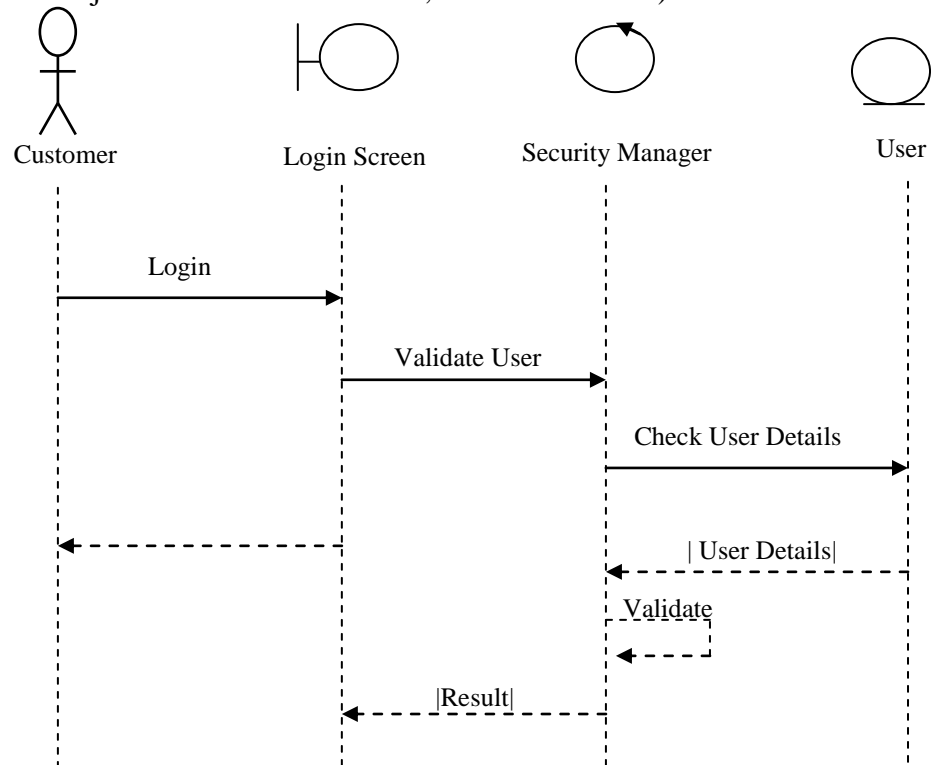 Customer
Login Screen
Security Manager
User
Login
Validate User
Check User Details
| User Details|
Validate
|Result|